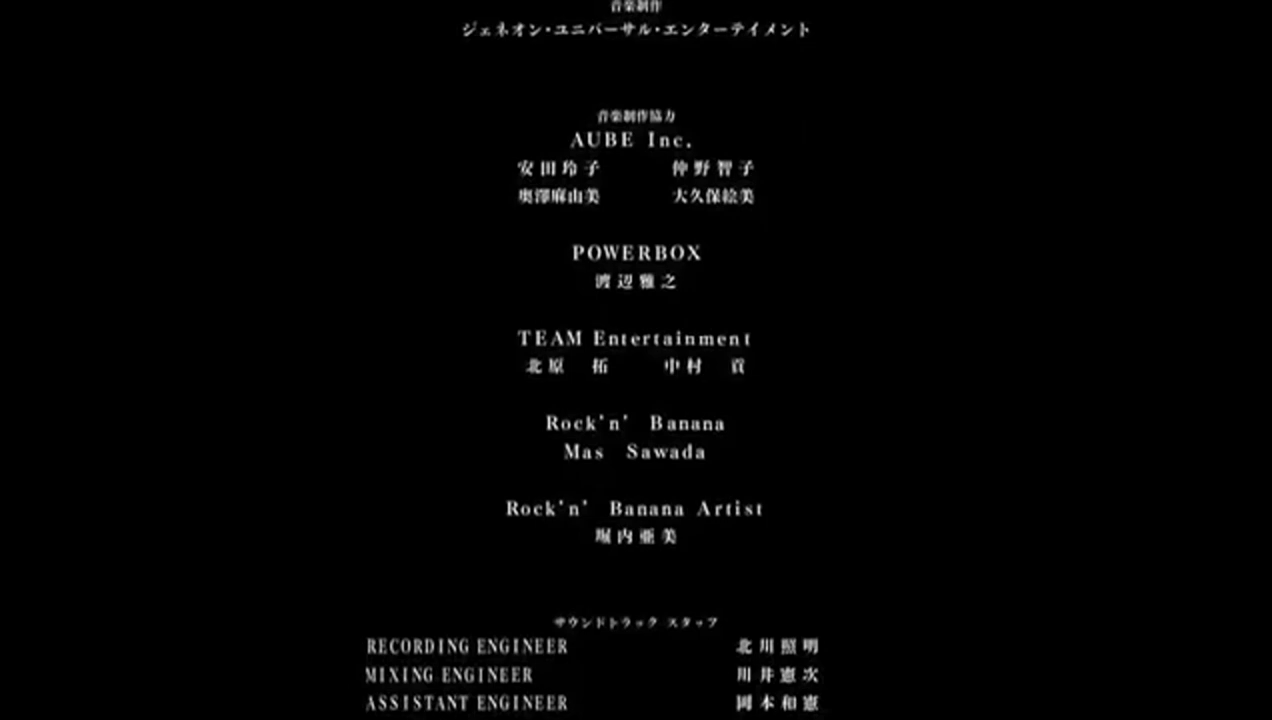 音楽制作
ジェネオン・ユニバーサル・エンターテイメント
音楽制作協力
AUBE Inc.
安田玲子 仲野智子
奥澤麻由美 大久保絵美
POWERBOX
渡辺雅之
TEAM Entertainment
北原 拓 中村 貢
Rock'n' Banana
Mas Sawada
Rock'n' Banana Artist
堀内亜美
サウンドトラック スタッフ
RECORDING ENGINEER 北川照明
MIXING ENGINEER 川井憲次
ASSISTANT ENGINEER 岡本和憲